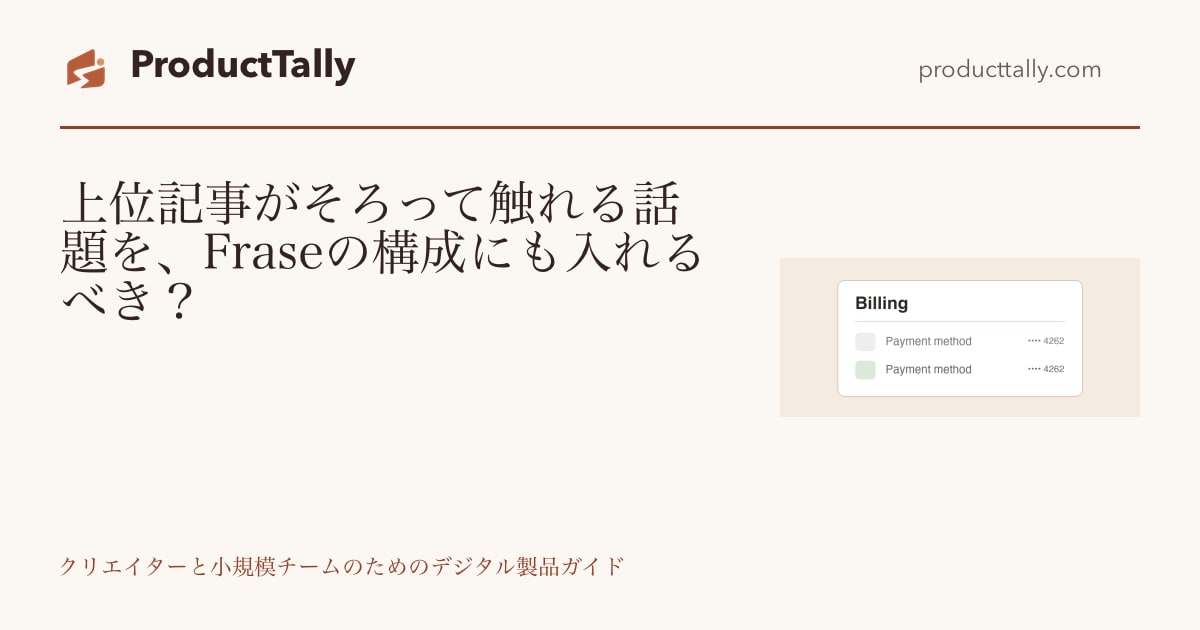 ProductTally
producttally.com
上位記事がそろって触れる話
題を、Fraseの構成にも入れる
べき？
Billing
Payment method •••• 4262
Payment method •••• 4262
クリエイターと小規模チームのためのデジタル製品ガイド